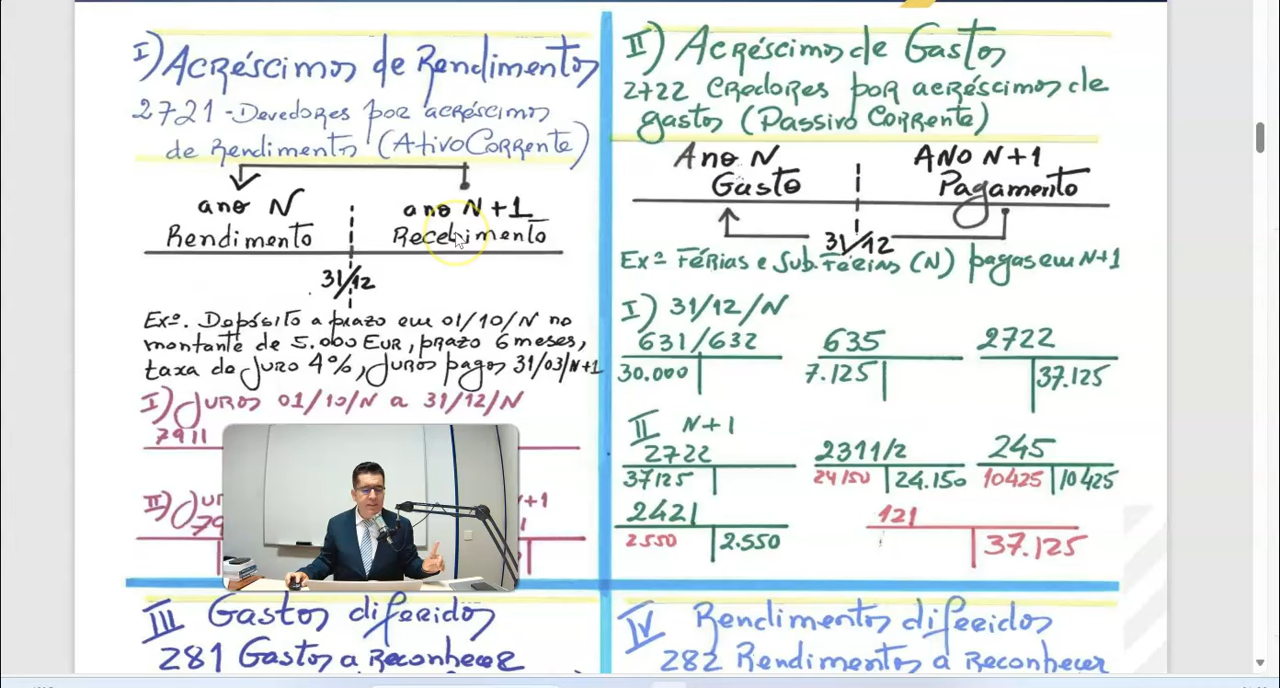 I) Acréscimos de Rendimentos
2721 - Devedores por acréscimos
de Rendimentos (Ativo Corrente)
ano N
ano N+1
Rendimento
Recebimento
31/12
Exº. Depósito a prazo em 01/10/N no
montante de 5.000 EUR, prazo 6 meses,
taxa de juro 4%, juros pagos 31/03/N+1
I) Juros 01/10/N a 31/12/N
7911
II) Ju
+1
79
II) Acréscimos de Gastos
2722 Credores por acréscimos de
gastos (Passivo Corrente)
Ano N
ANO N+1
Gasto
Pagamento
31/12
Exº Férias e Sub. Férias (N) pagas em N+1
I) 31/12/N
631/632
635
2722
30.000
7.125
37.125
II N+1
2722
2311/2
245
37125
24150
24.150
10425
10425
2421
121
2.550
2.550
37.125
III Gastos diferidos
281 Gastos a Reconhecer
IV Rendimentos diferidos
282 Rendimentos a Reconhecer